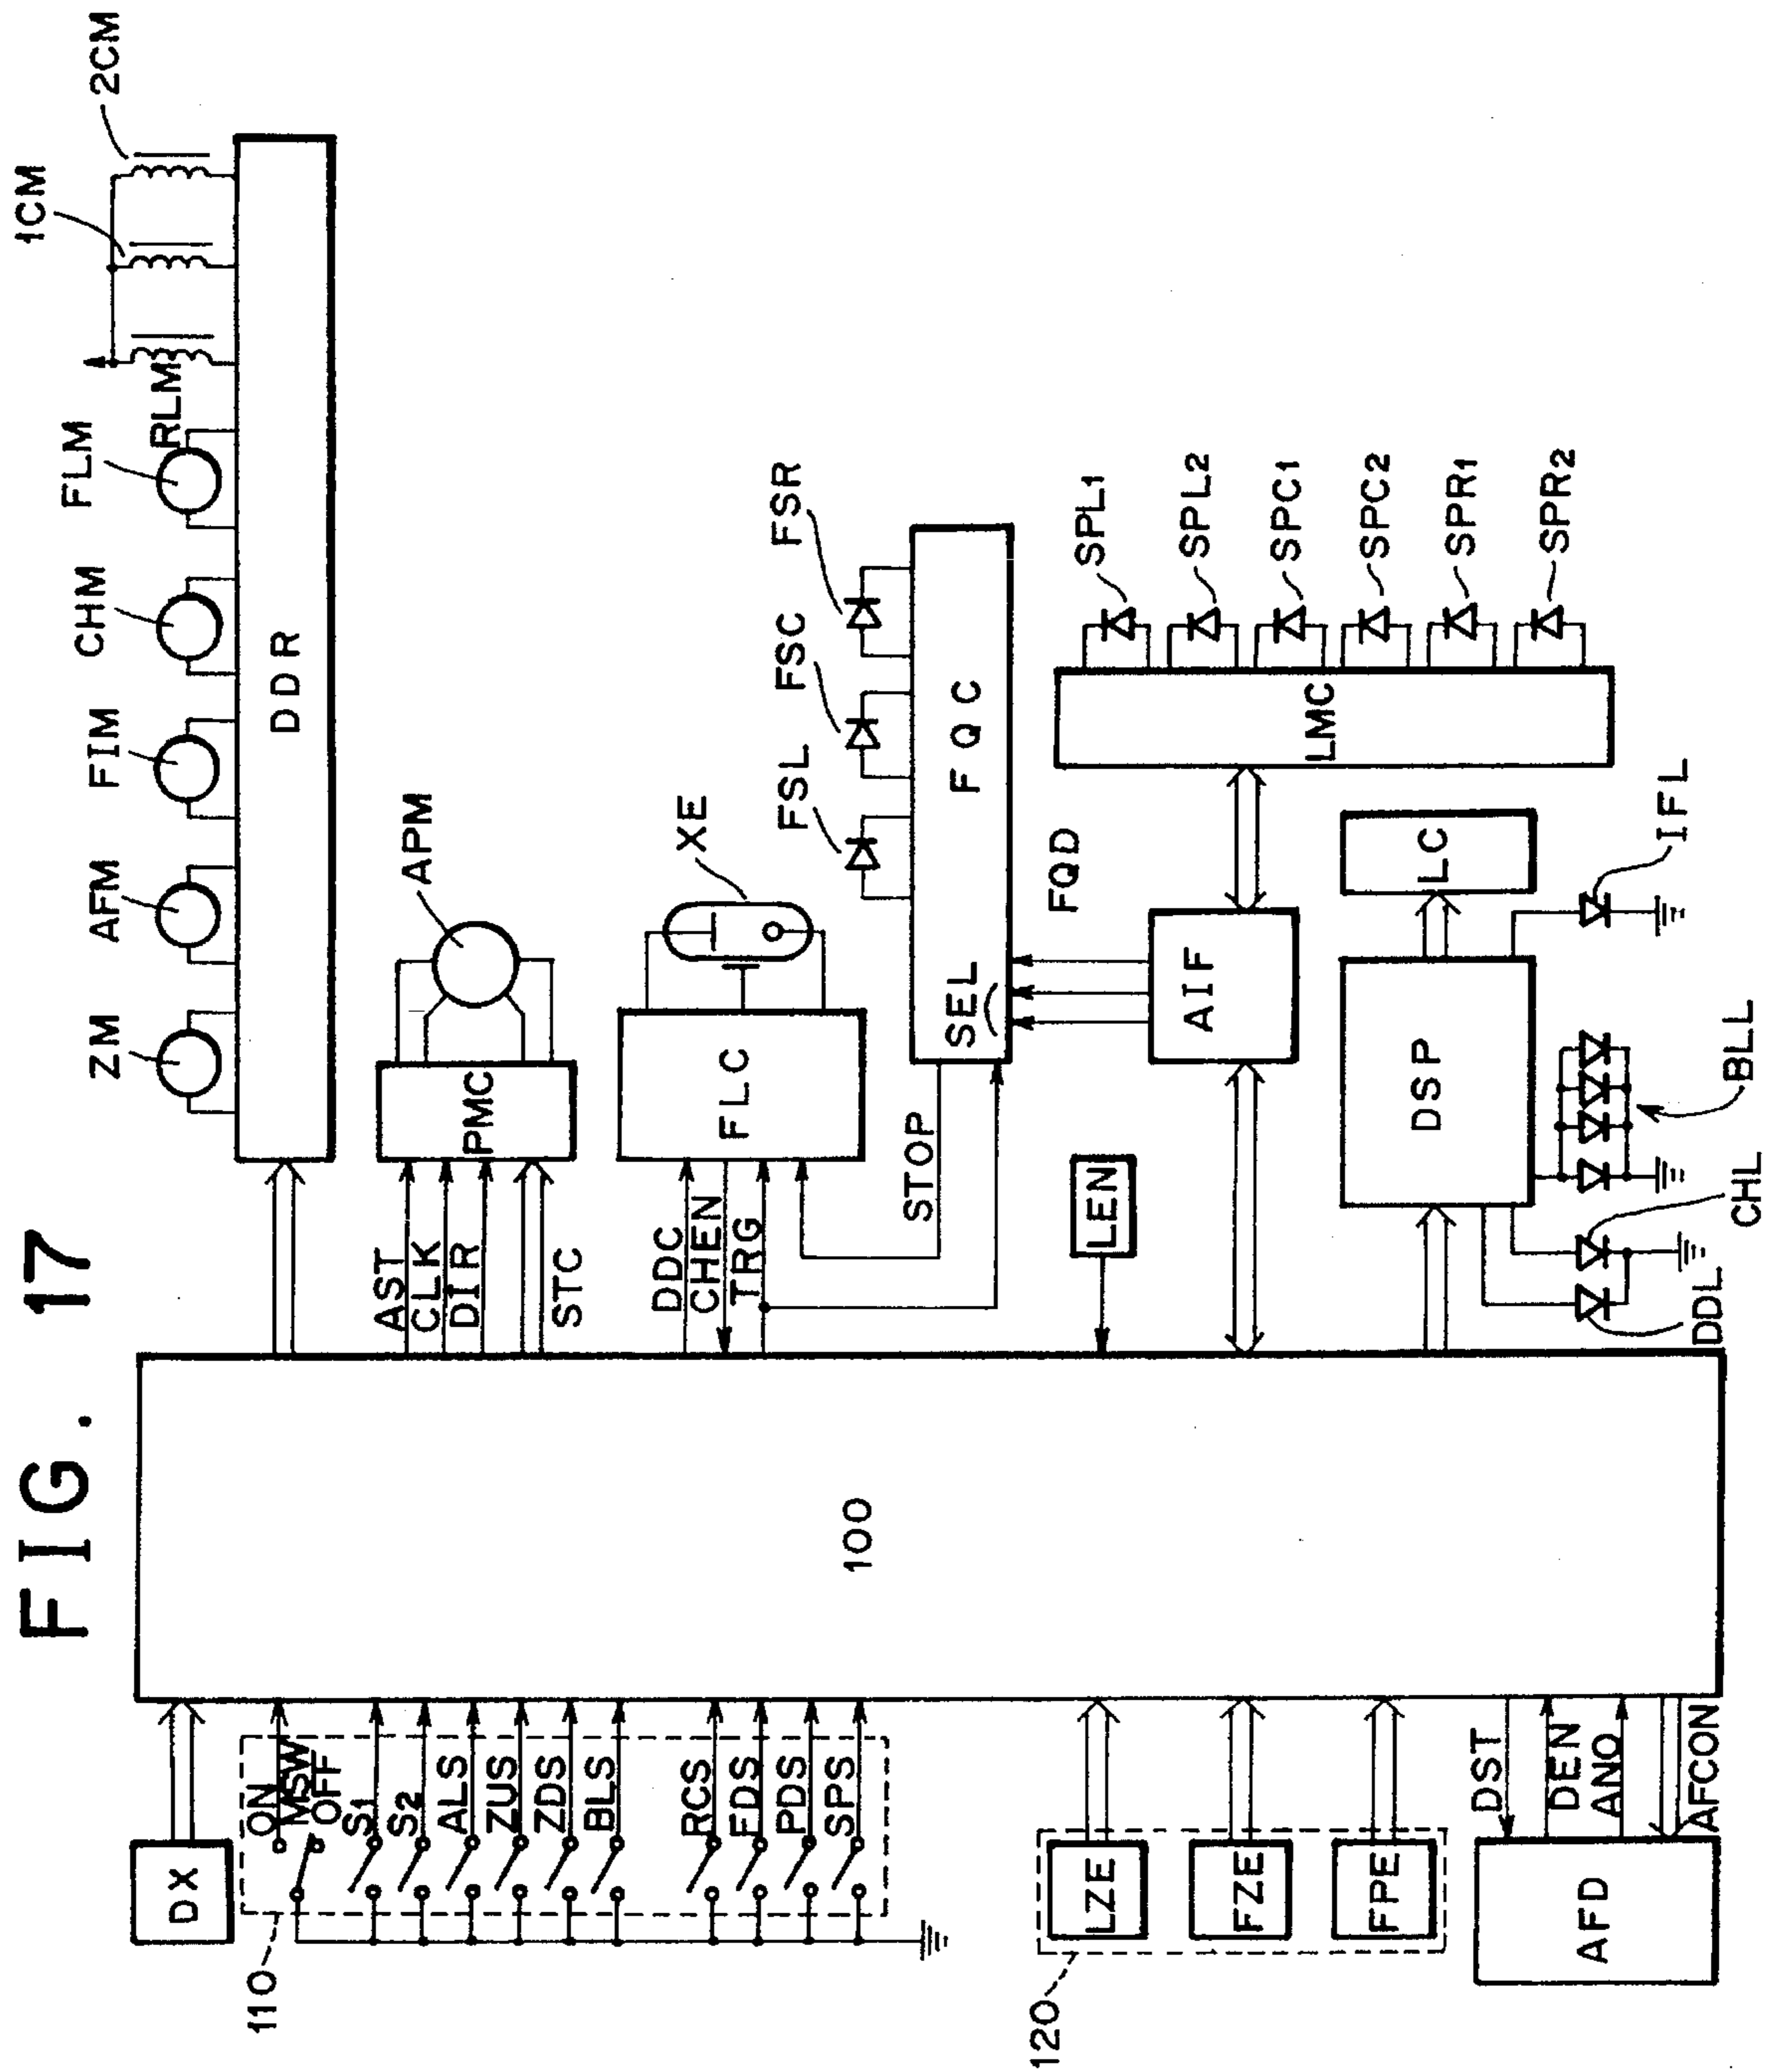 FIG. 17
DX
110
ON
MSW
OFF
S1
S2
ALS
ZUS
ZDS
BLS
RCS
FDS
PDS
SPS
120
LZE
FZE
FPE
AFD
DST
DEN
ANO
AFCON
100
AST
CLK
DIR
STC
PMC
APM
DDR
ZM
AFM
FIM
CHM
FLM
RLM
1CM
2CM
DDC
CHEN
TRG
FLC
XE
STOP
SEL
FQC
FSL
FSC
FSR
FQD
LEN
AIF
LMC
SPL1
SPL2
SPC1
SPC2
SPR1
SPR2
DSP
LC
IFL
BLL
CHL
DDL